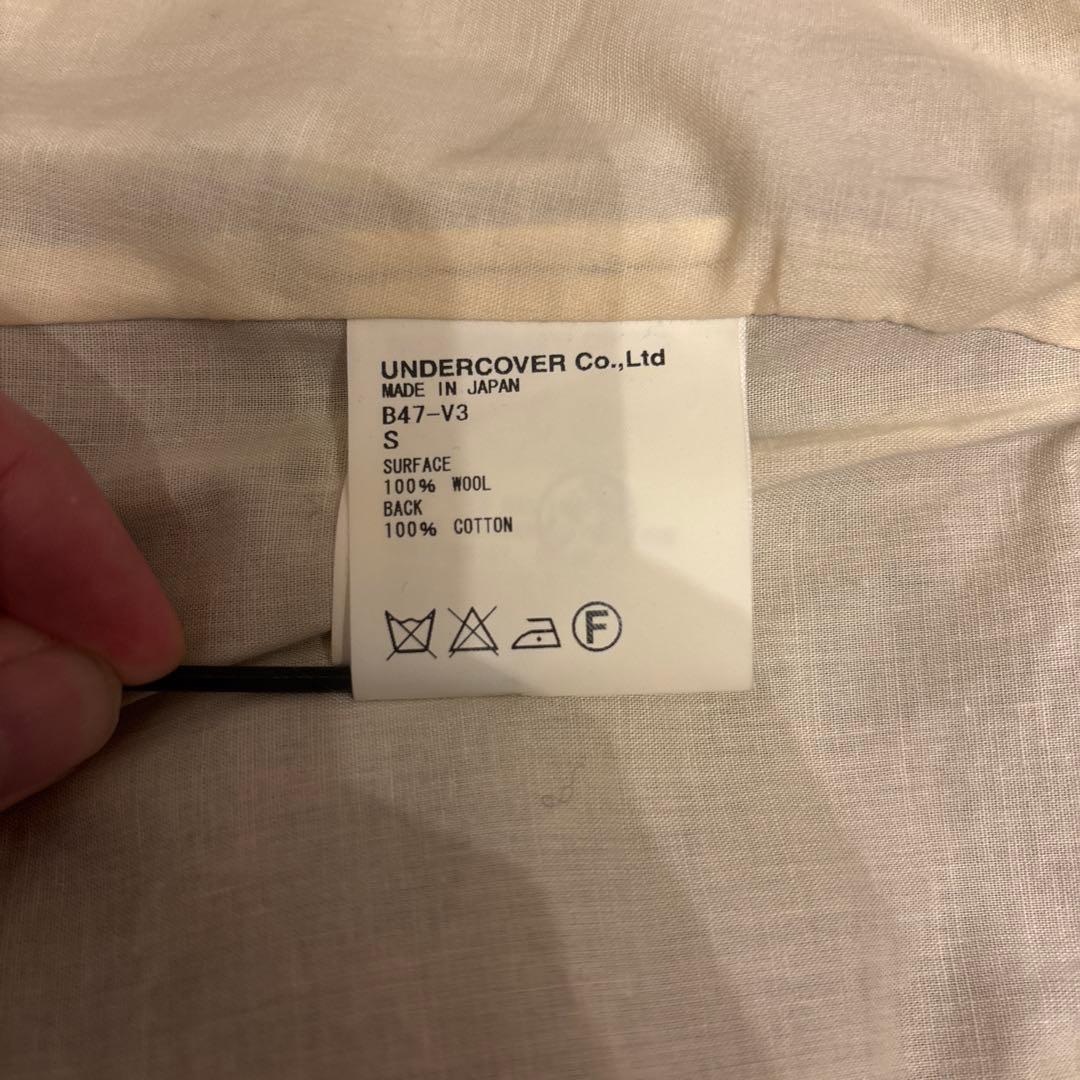 UNDERCOVER Co.,Ltd
MADE IN JAPAN
B47-V3
S
SURFACE
100% WOOL
BACK
100% COTTON
F